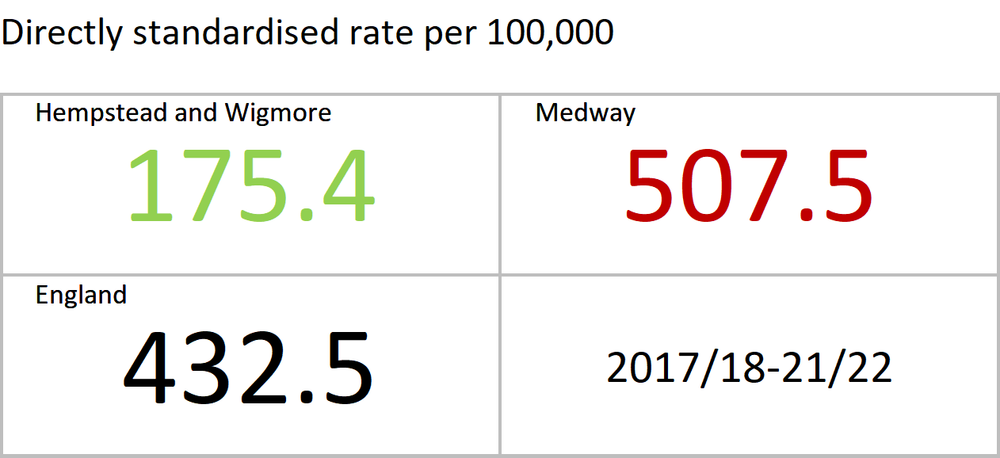 Directly standardised rate per 100,000
Hempstead and Wigmore
175.4
Medway
507.5
England
432.5
2017/18-21/22